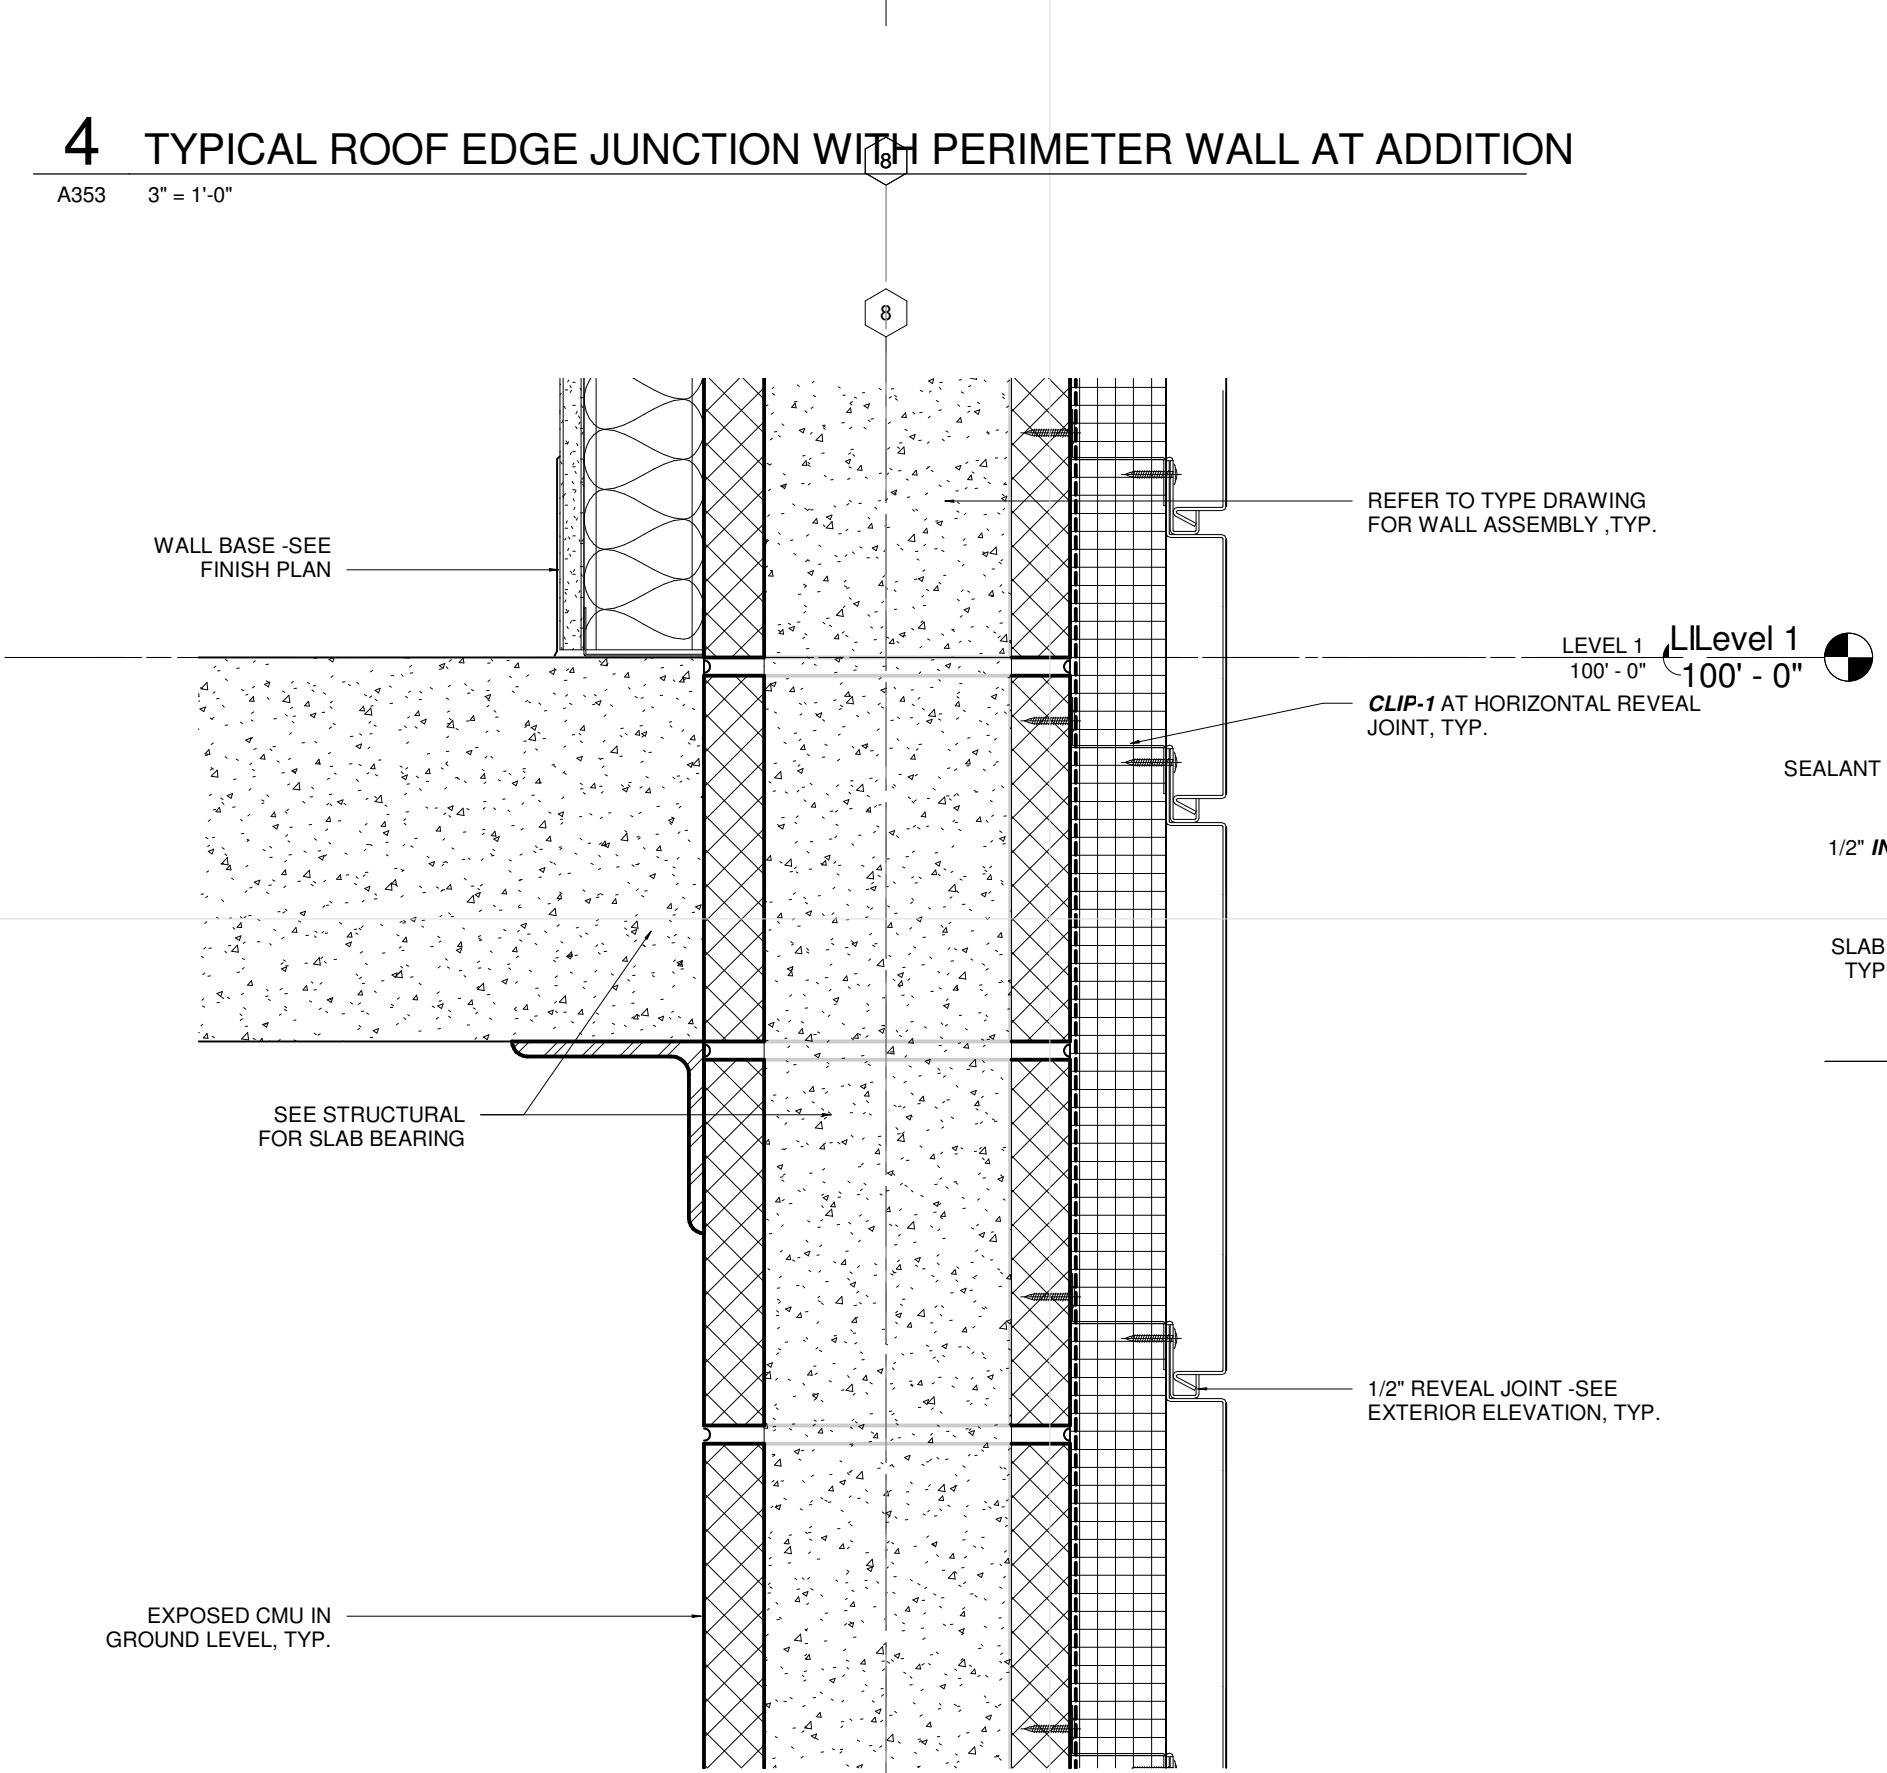 4 TYPICAL ROOF EDGE JUNCTION WITH PERIMETER WALL AT ADDITION
A353 3" = 1'-0"
8
8
REFER TO TYPE DRAWING
FOR WALL ASSEMBLY ,TYP.
WALL BASE -SEE
FINISH PLAN
LEVEL 1
100' - 0"
Level 1
100' - 0"
CLIP-1 AT HORIZONTAL REVEAL
JOINT, TYP.
SEALANT
1/2"
SLAB
TYP
SEE STRUCTURAL
FOR SLAB BEARING
1/2" REVEAL JOINT -SEE
EXTERIOR ELEVATION, TYP.
EXPOSED CMU IN
GROUND LEVEL, TYP.